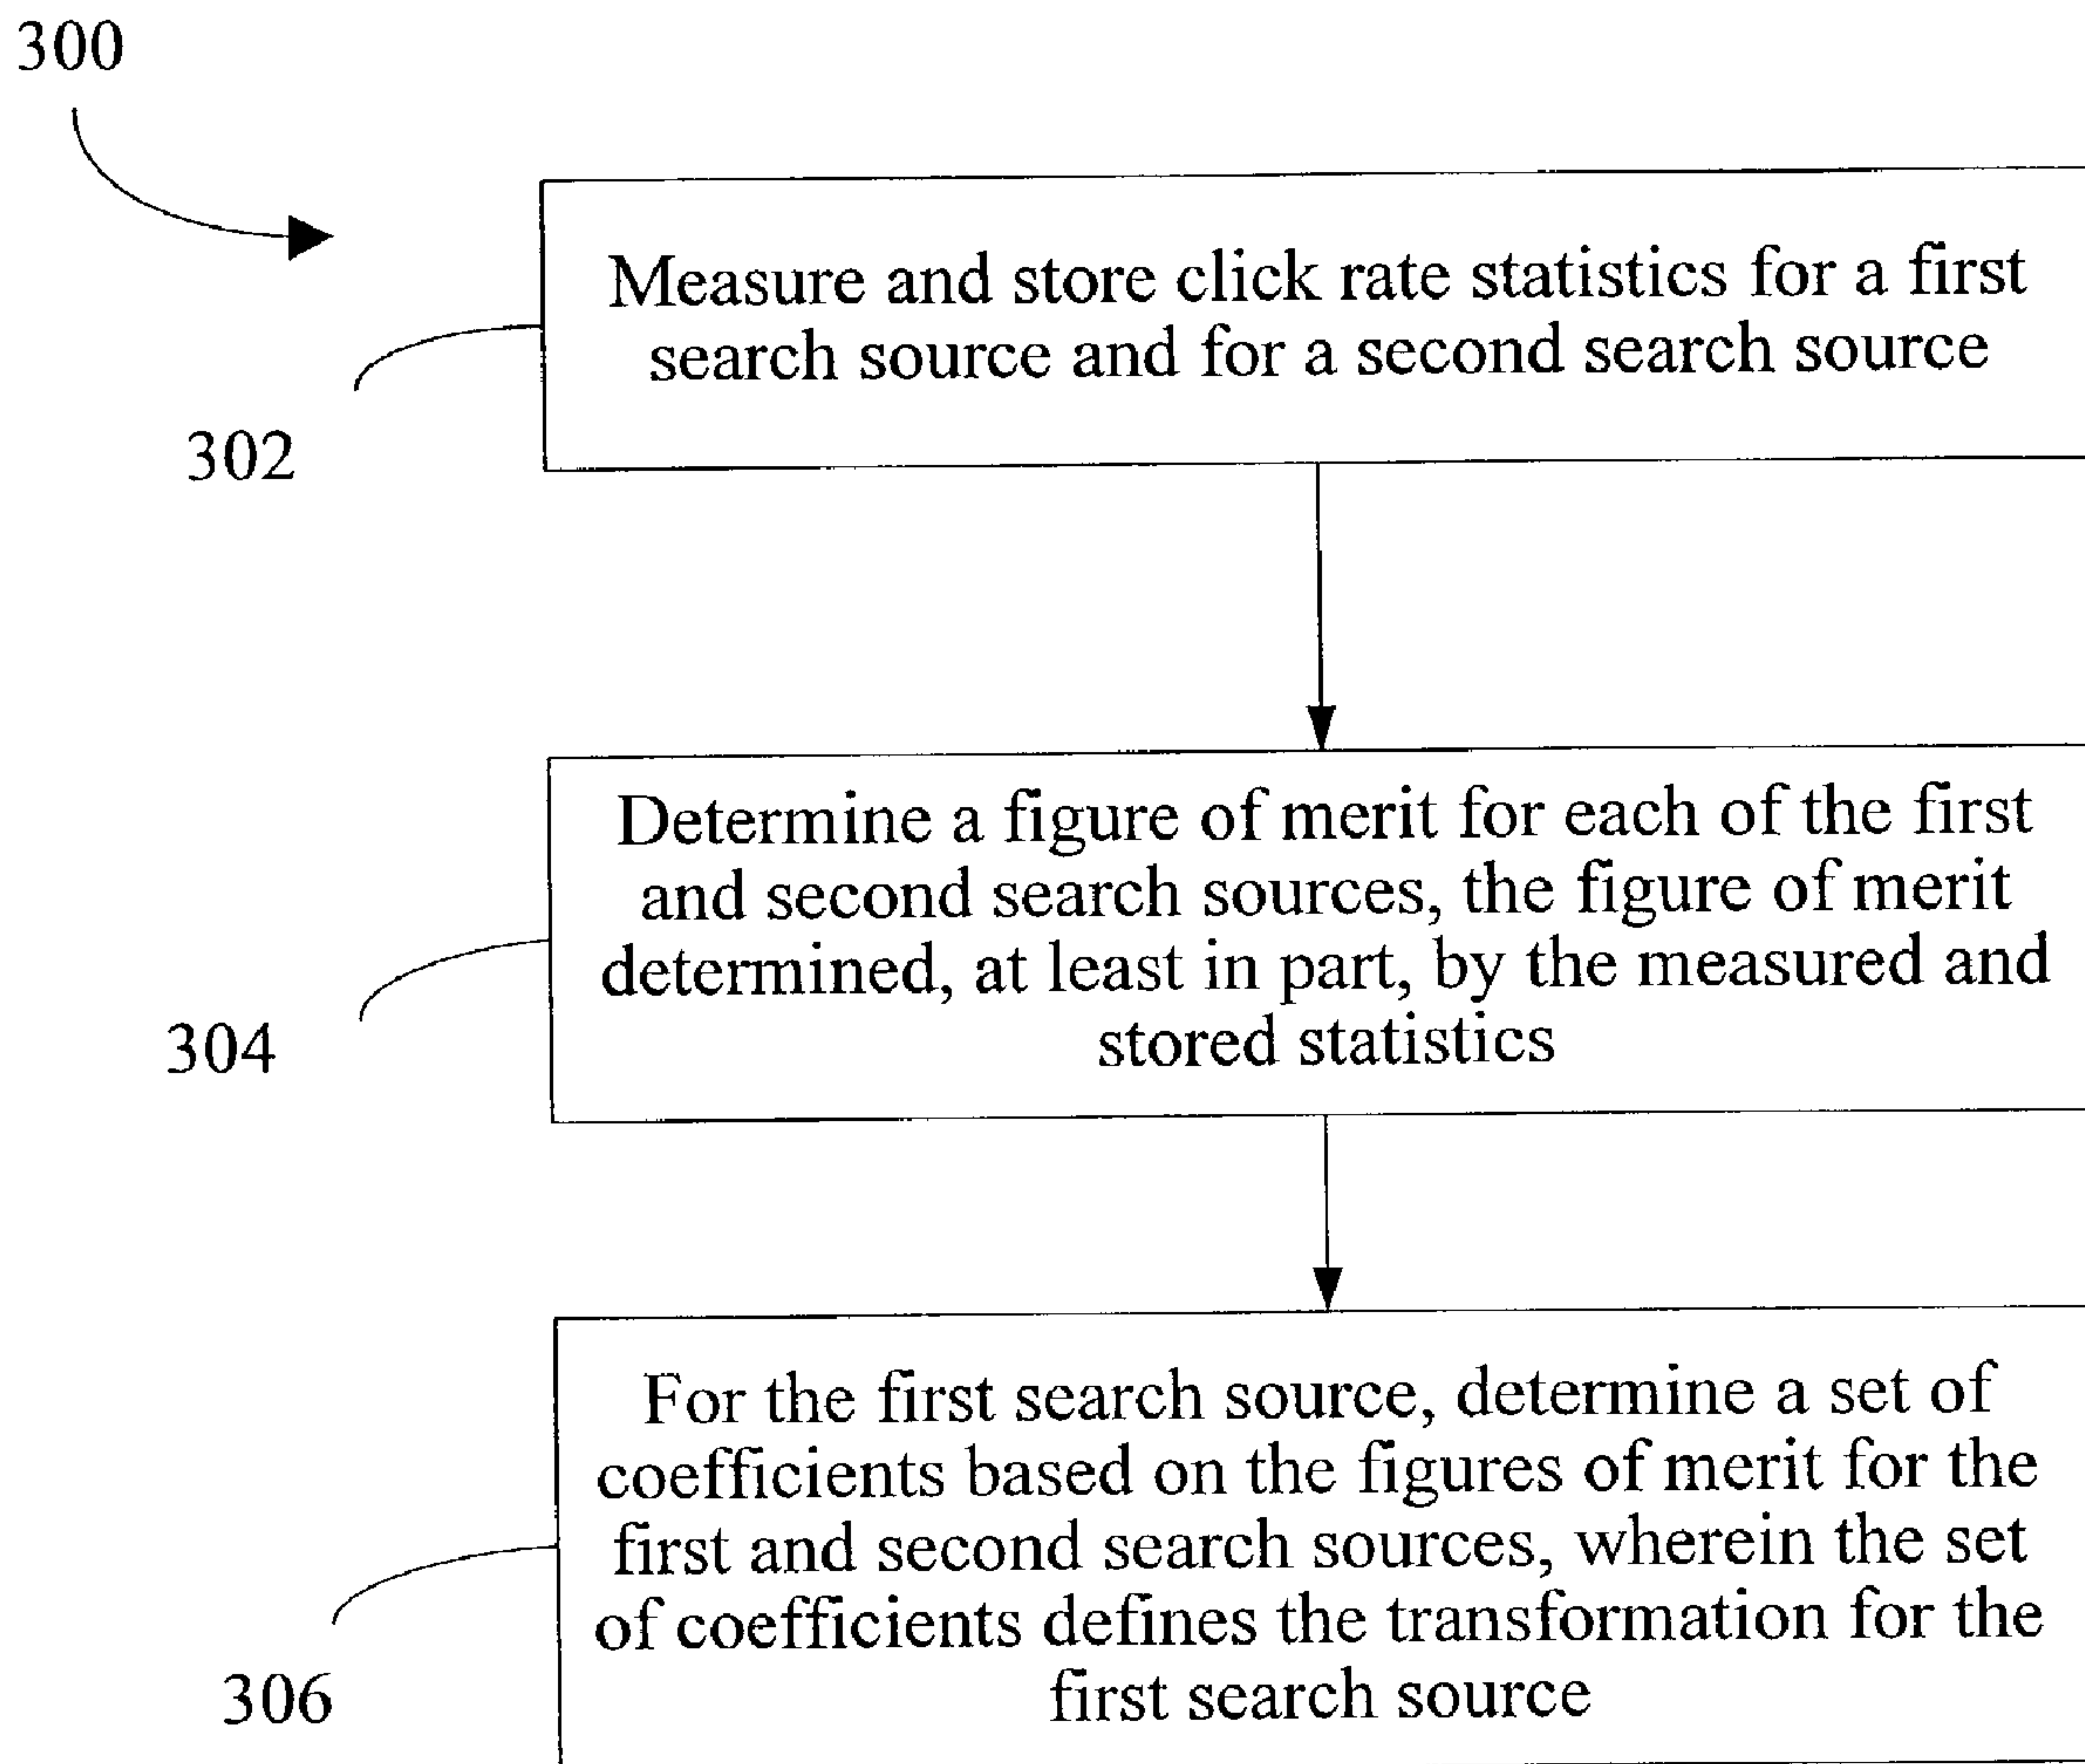 300
Measure and store click rate statistics for a first
search source and for a second search source
302
Determine a figure of merit for each of the first
and second search sources, the figure of merit
determined, at least in part, by the measured and
stored statistics
304
For the first search source, determine a set of
coefficients based on the figures of merit for the
first and second search sources, wherein the set
of coefficients defines the transformation for the
first search source
306